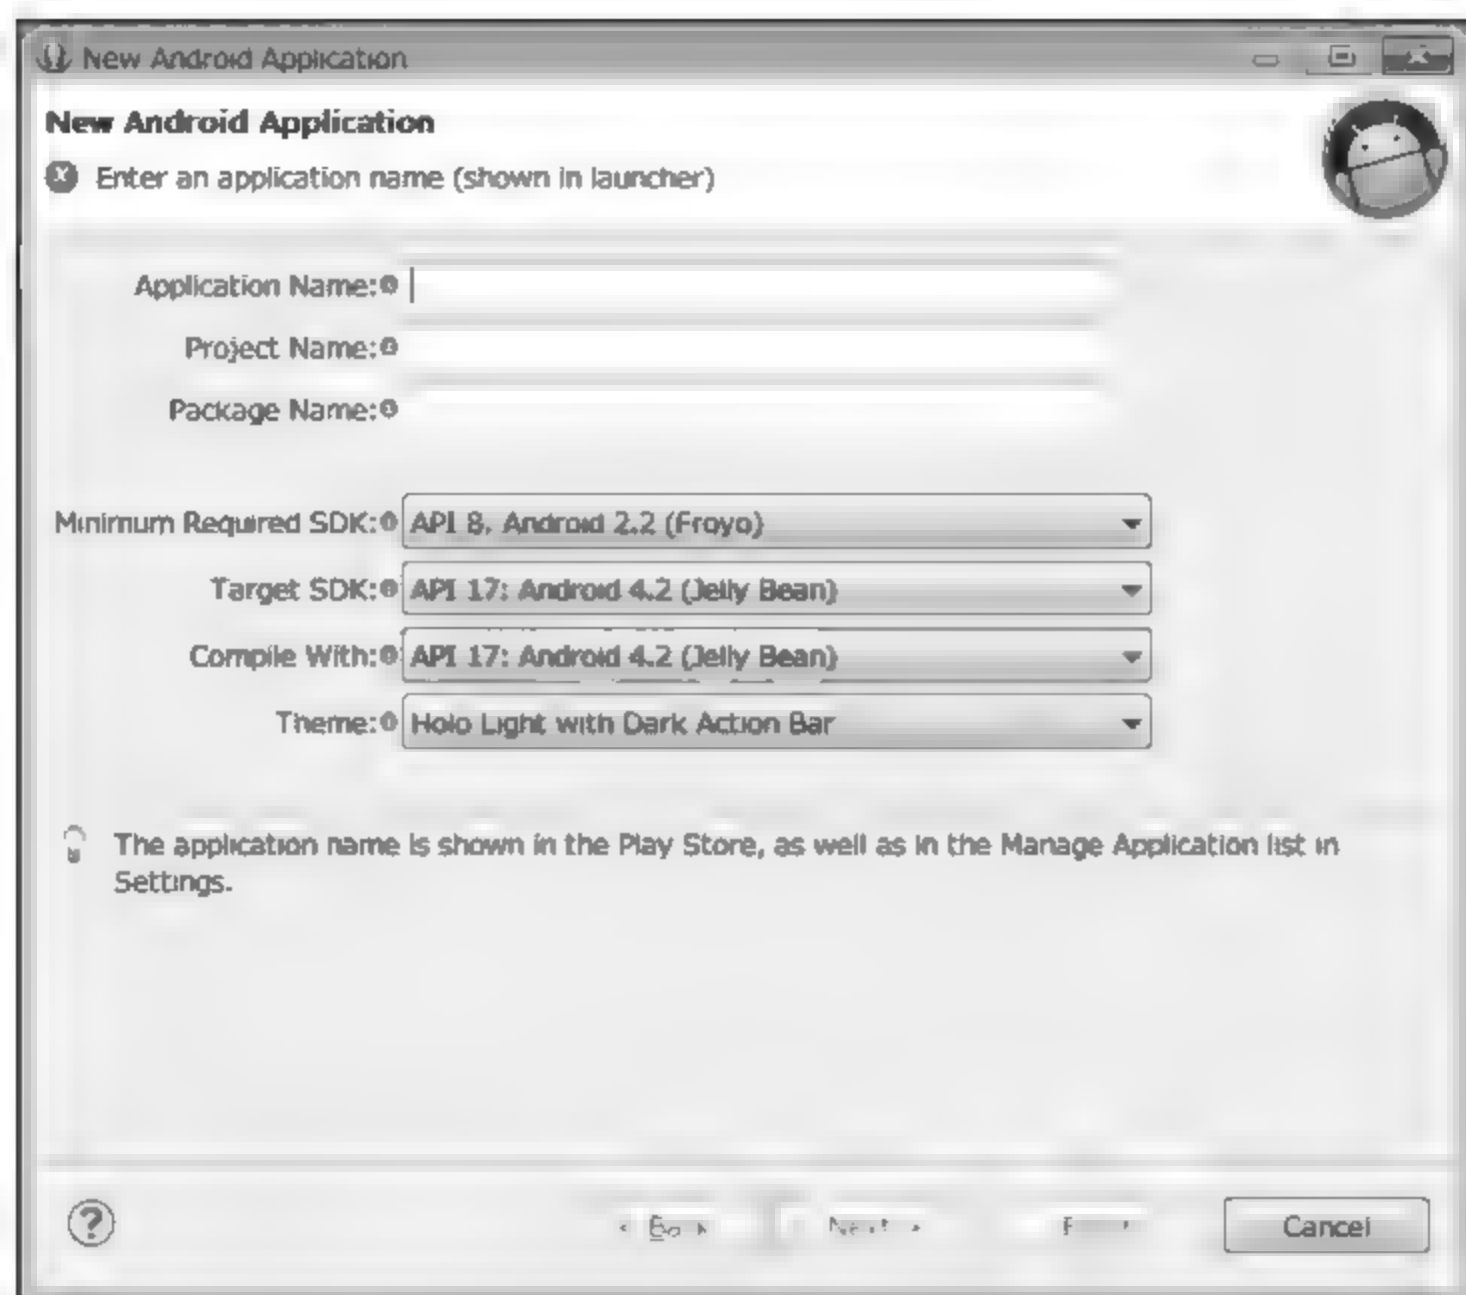 New Android Application
New Android Application
Enter an application name (shown in launcher)
Application Name:
Project Name:
Package Name:
Minimum Required SDK: API 8, Android 2.2 (Froyo)
Target SDK: API 17: Android 4.2 (Jelly Bean)
Compile With: API 17: Android 4.2 (Jelly Bean)
Theme: Holo Light with Dark Action Bar
The application name is shown in the Play Store, as well as in the Manage Application list in
Settings.
Cancel